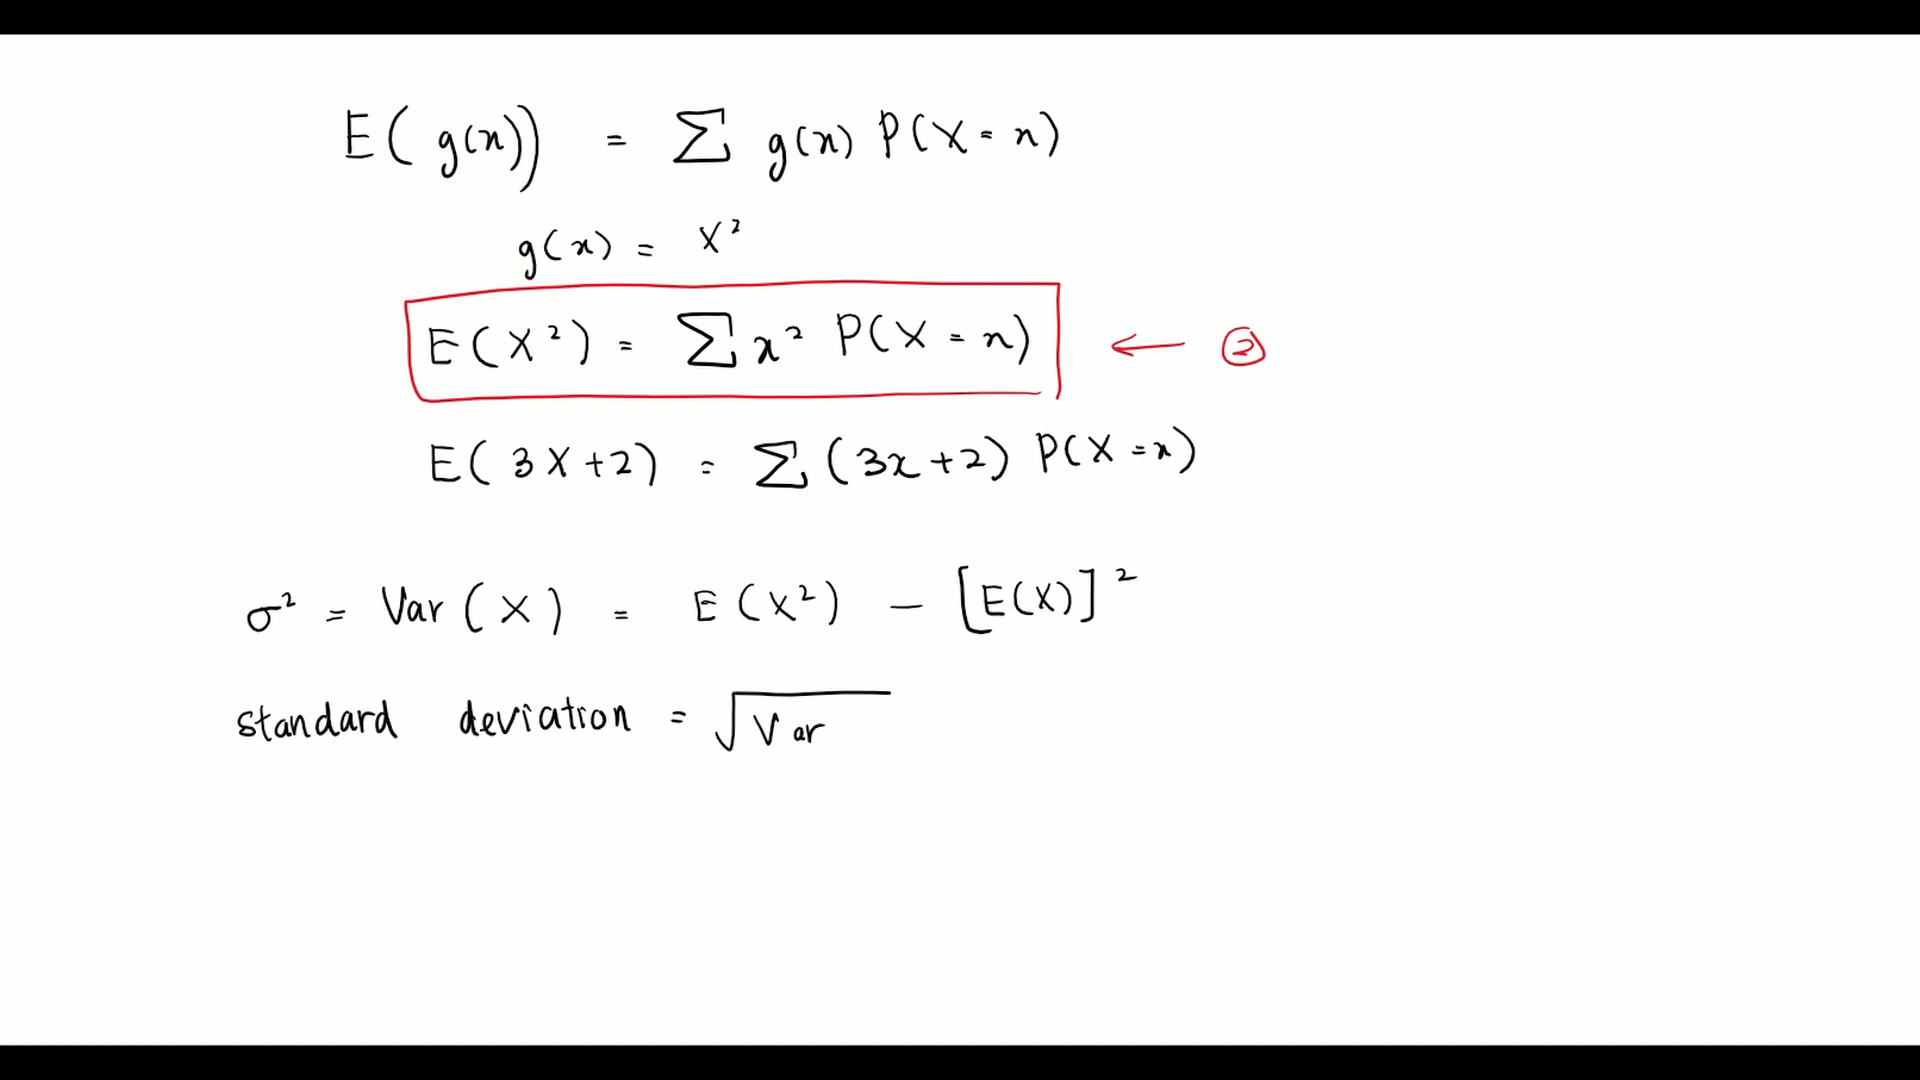 E( g(x)) = Σ g(x) P(X = x)
g(x) = X²
E(X²) = Σ x² P(X = x) ← ②
E( 3X+2) = Σ (3x+2) P(X = x)
σ² = Var (X) = E(X²) – [E(X)]²
standard deviation = √Var